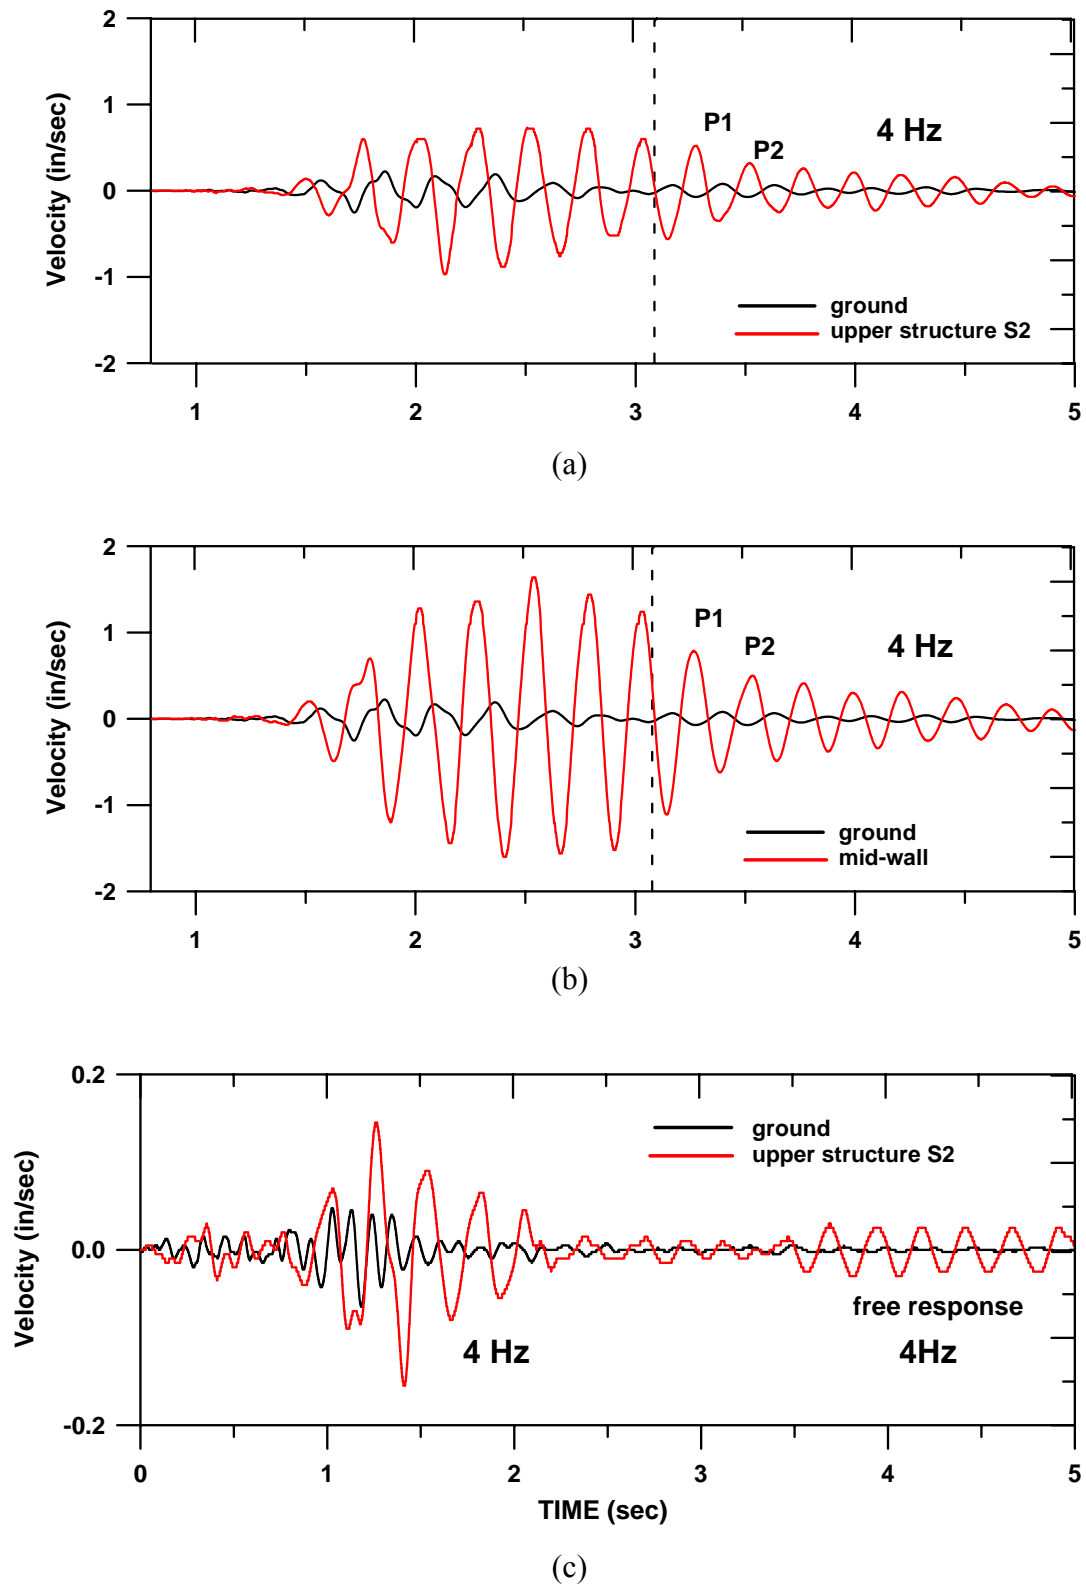 2
1
0
-1
-2
Velocity (in/sec)
P1
P2
4 Hz
ground
upper structure S2
1 2 3 4 5
(a)
2
1
0
-1
-2
Velocity (in/sec)
P1
P2
4 Hz
ground
mid-wall
1 2 3 4 5
(b)
0.2
0.0
-0.2
Velocity (in/sec)
ground
upper structure S2
free response
4 Hz
4Hz
0 1 2 3 4 5
TIME (sec)
(c)